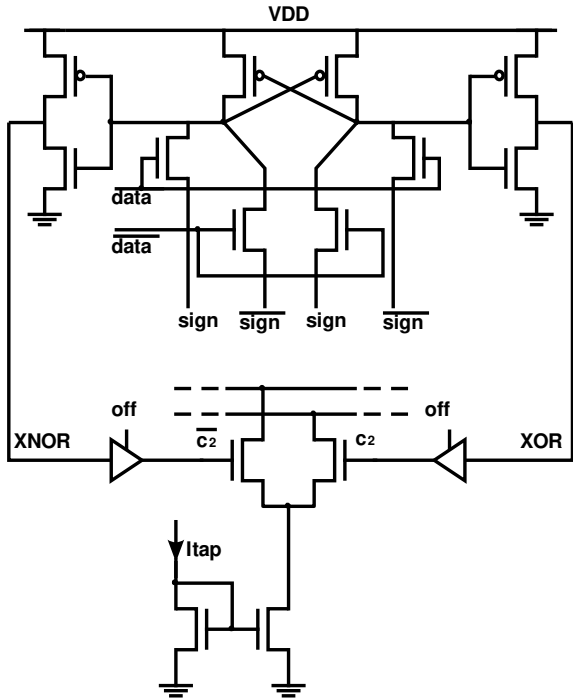 VDD
data
data
sign sign sign sign
off off
XNOR c2 c2 XOR
Itap